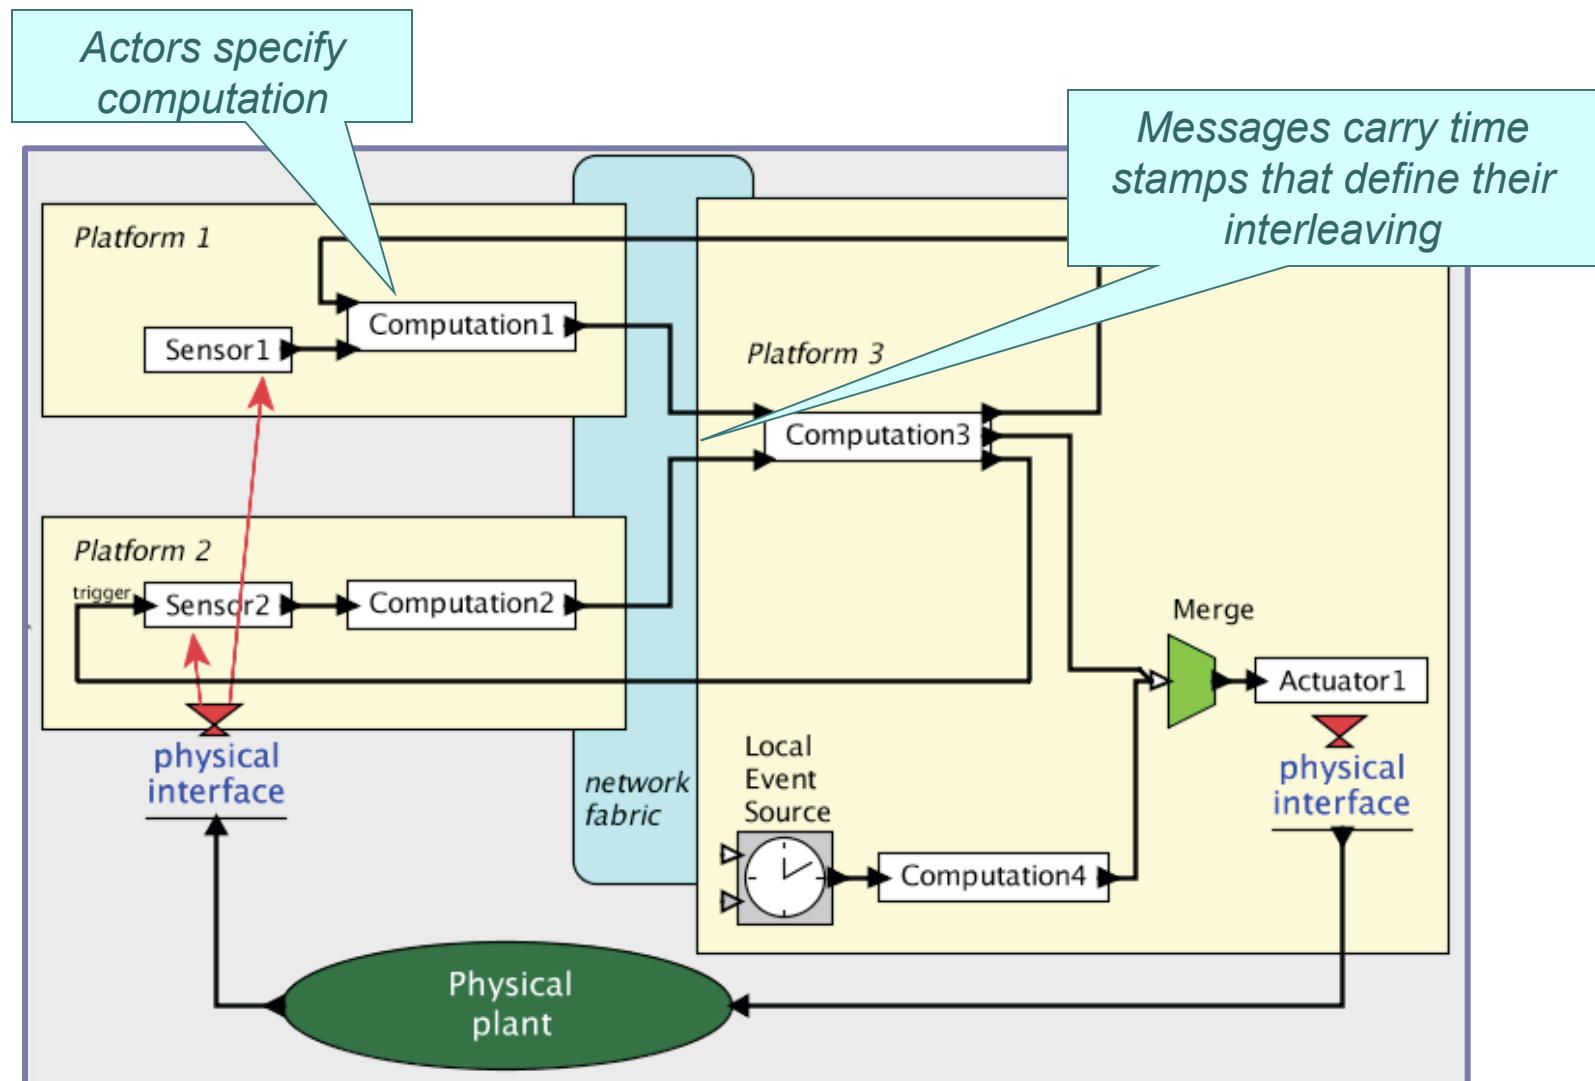 Actors specify
computation
Messages carry time
stamps that define their
interleaving
Platform 1
Computation1
Sensor1
Platform 3
Computation3
Platform 2
trigger
Sensor2
Computation2
Merge
Actuator1
physical
interface
network
fabric
Local
Event
Source
physical
interface
Computation4
Physical
plant